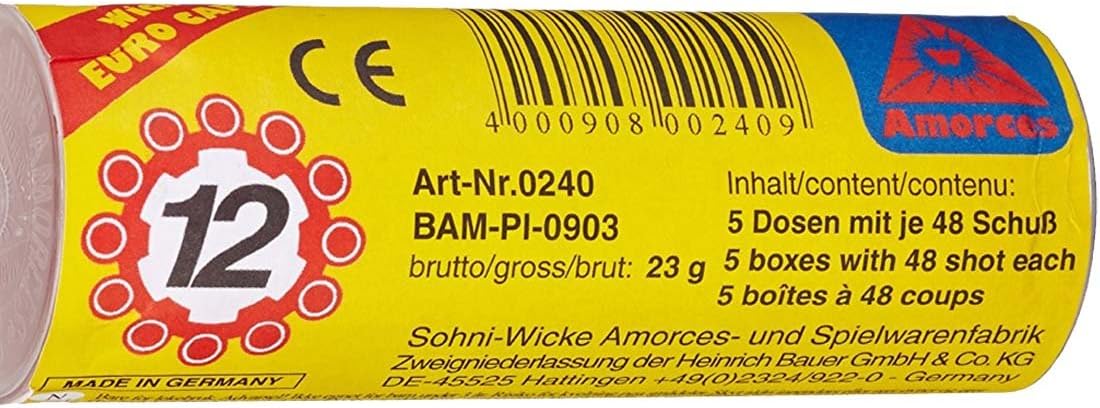 EURO CAP
12
MADE IN GERMANY
4 000908 002409
Amorces
Art-Nr.0240
BAM-PI-0903
brutto/gross/brut: 23 g
Inhalt/content/contenu:
5 Dosen mit je 48 Schuß
5 boxes with 48 shot each
5 boîtes à 48 coups
Sohni-Wicke Amorces- und Spielwarenfabrik
Zweigniederlassung der Heinrich Bauer GmbH & Co. KG
DE-45525 Hattingen +49(0)2324/922-0 - Germany
N